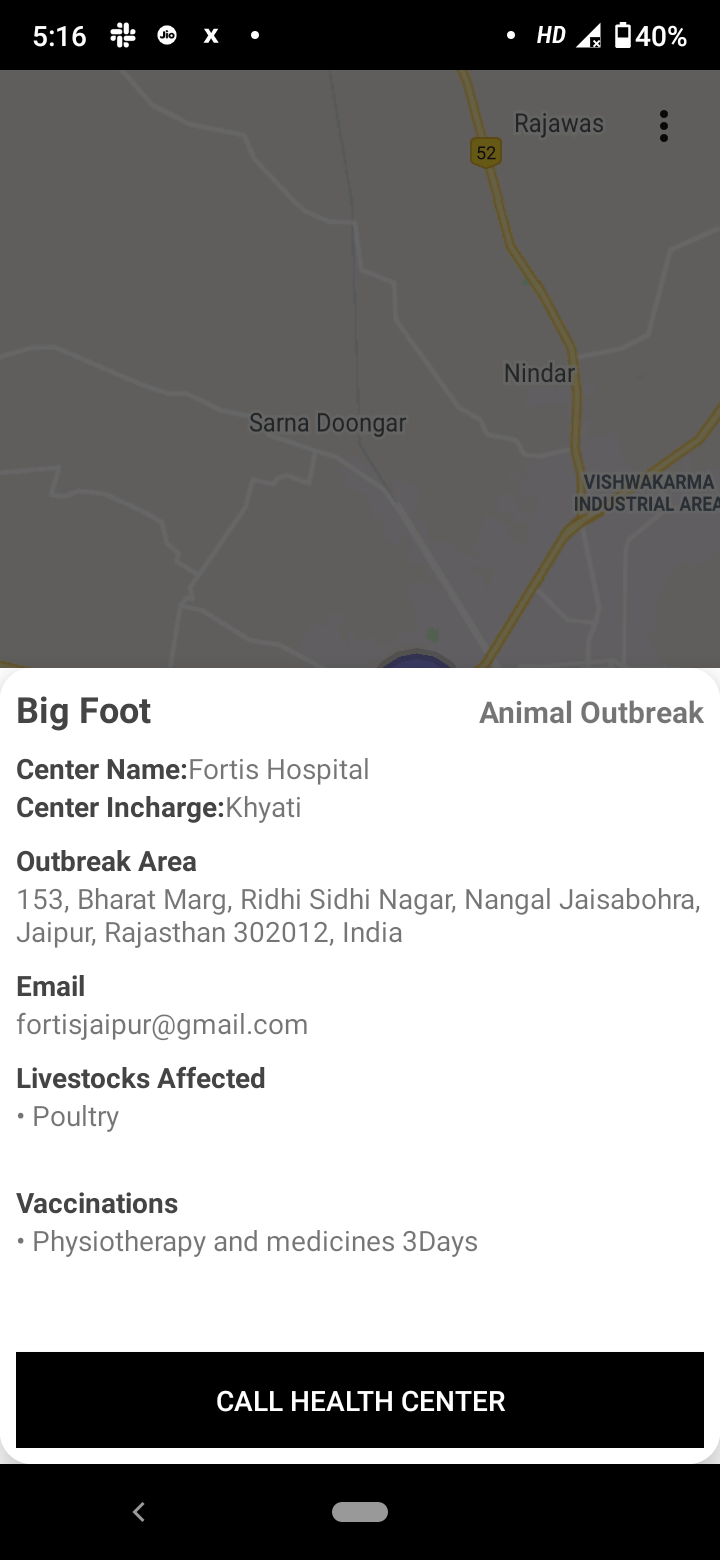 5:16 Jio X HD 40%
Rajawas
52
Nindar
Sarna Doongar
VISHWAKARMA
INDUSTRIAL AREA
Big Foot Animal Outbreak
Center Name:Fortis Hospital
Center Incharge:Khyati
Outbreak Area
153, Bharat Marg, Ridhi Sidhi Nagar, Nangal Jaisabohra,
Jaipur, Rajasthan 302012, India
Email
fortisjaipur@gmail.com
Livestocks Affected
• Poultry
Vaccinations
• Physiotherapy and medicines 3Days
CALL HEALTH CENTER